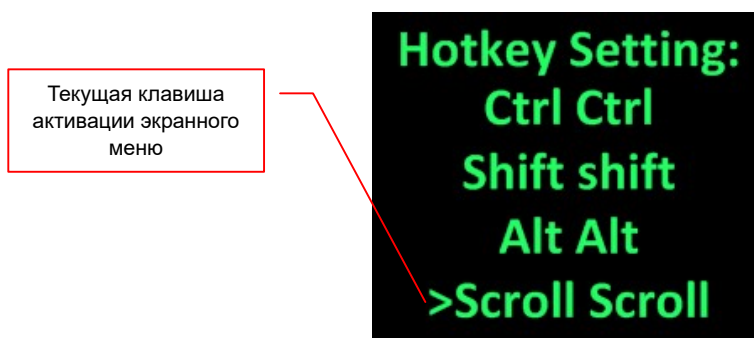 Текущая клавиша
активации экранного
меню
Hotkey Setting:
Ctrl Ctrl
Shift shift
Alt Alt
>Scroll Scroll